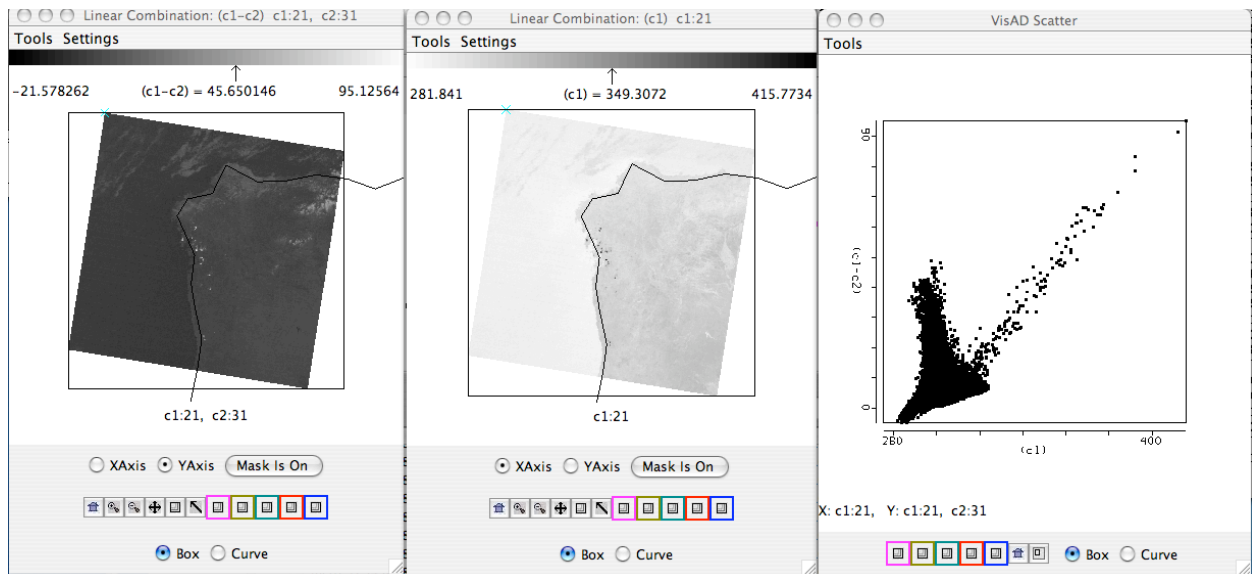 Linear Combination: (c1-c2) c1:21, c2:31
Tools Settings
-21.578262 (c1-c2) = 45.650146 95.12564
c1:21, c2:31
XAxis YAxis Mask Is On
Box Curve
Linear Combination: (c1) c1:21
Tools Settings
281.841 (c1) = 349.3072 415.7734
c1:21
XAxis YAxis Mask Is On
Box Curve
VisAD Scatter
Tools
90
(c1-c2)
0
280 400
(c1)
X: c1:21, Y: c1:21, c2:31
Box Curve